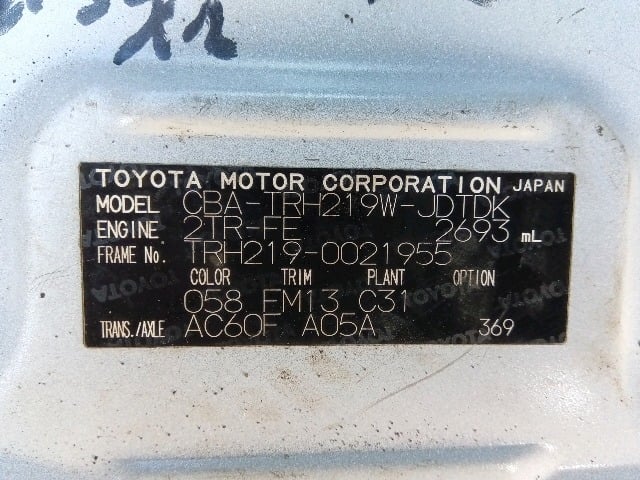 TOYOTA MOTOR CORPORATION JAPAN
MODEL CBA-TRH219W-JDTDK
ENGINE 2TR-FE 2693 mL
FRAME No. TRH219-0021955
COLOR TRIM PLANT OPTION
058 FM13 C31
TRANS./AXLE AC60F A05A 369